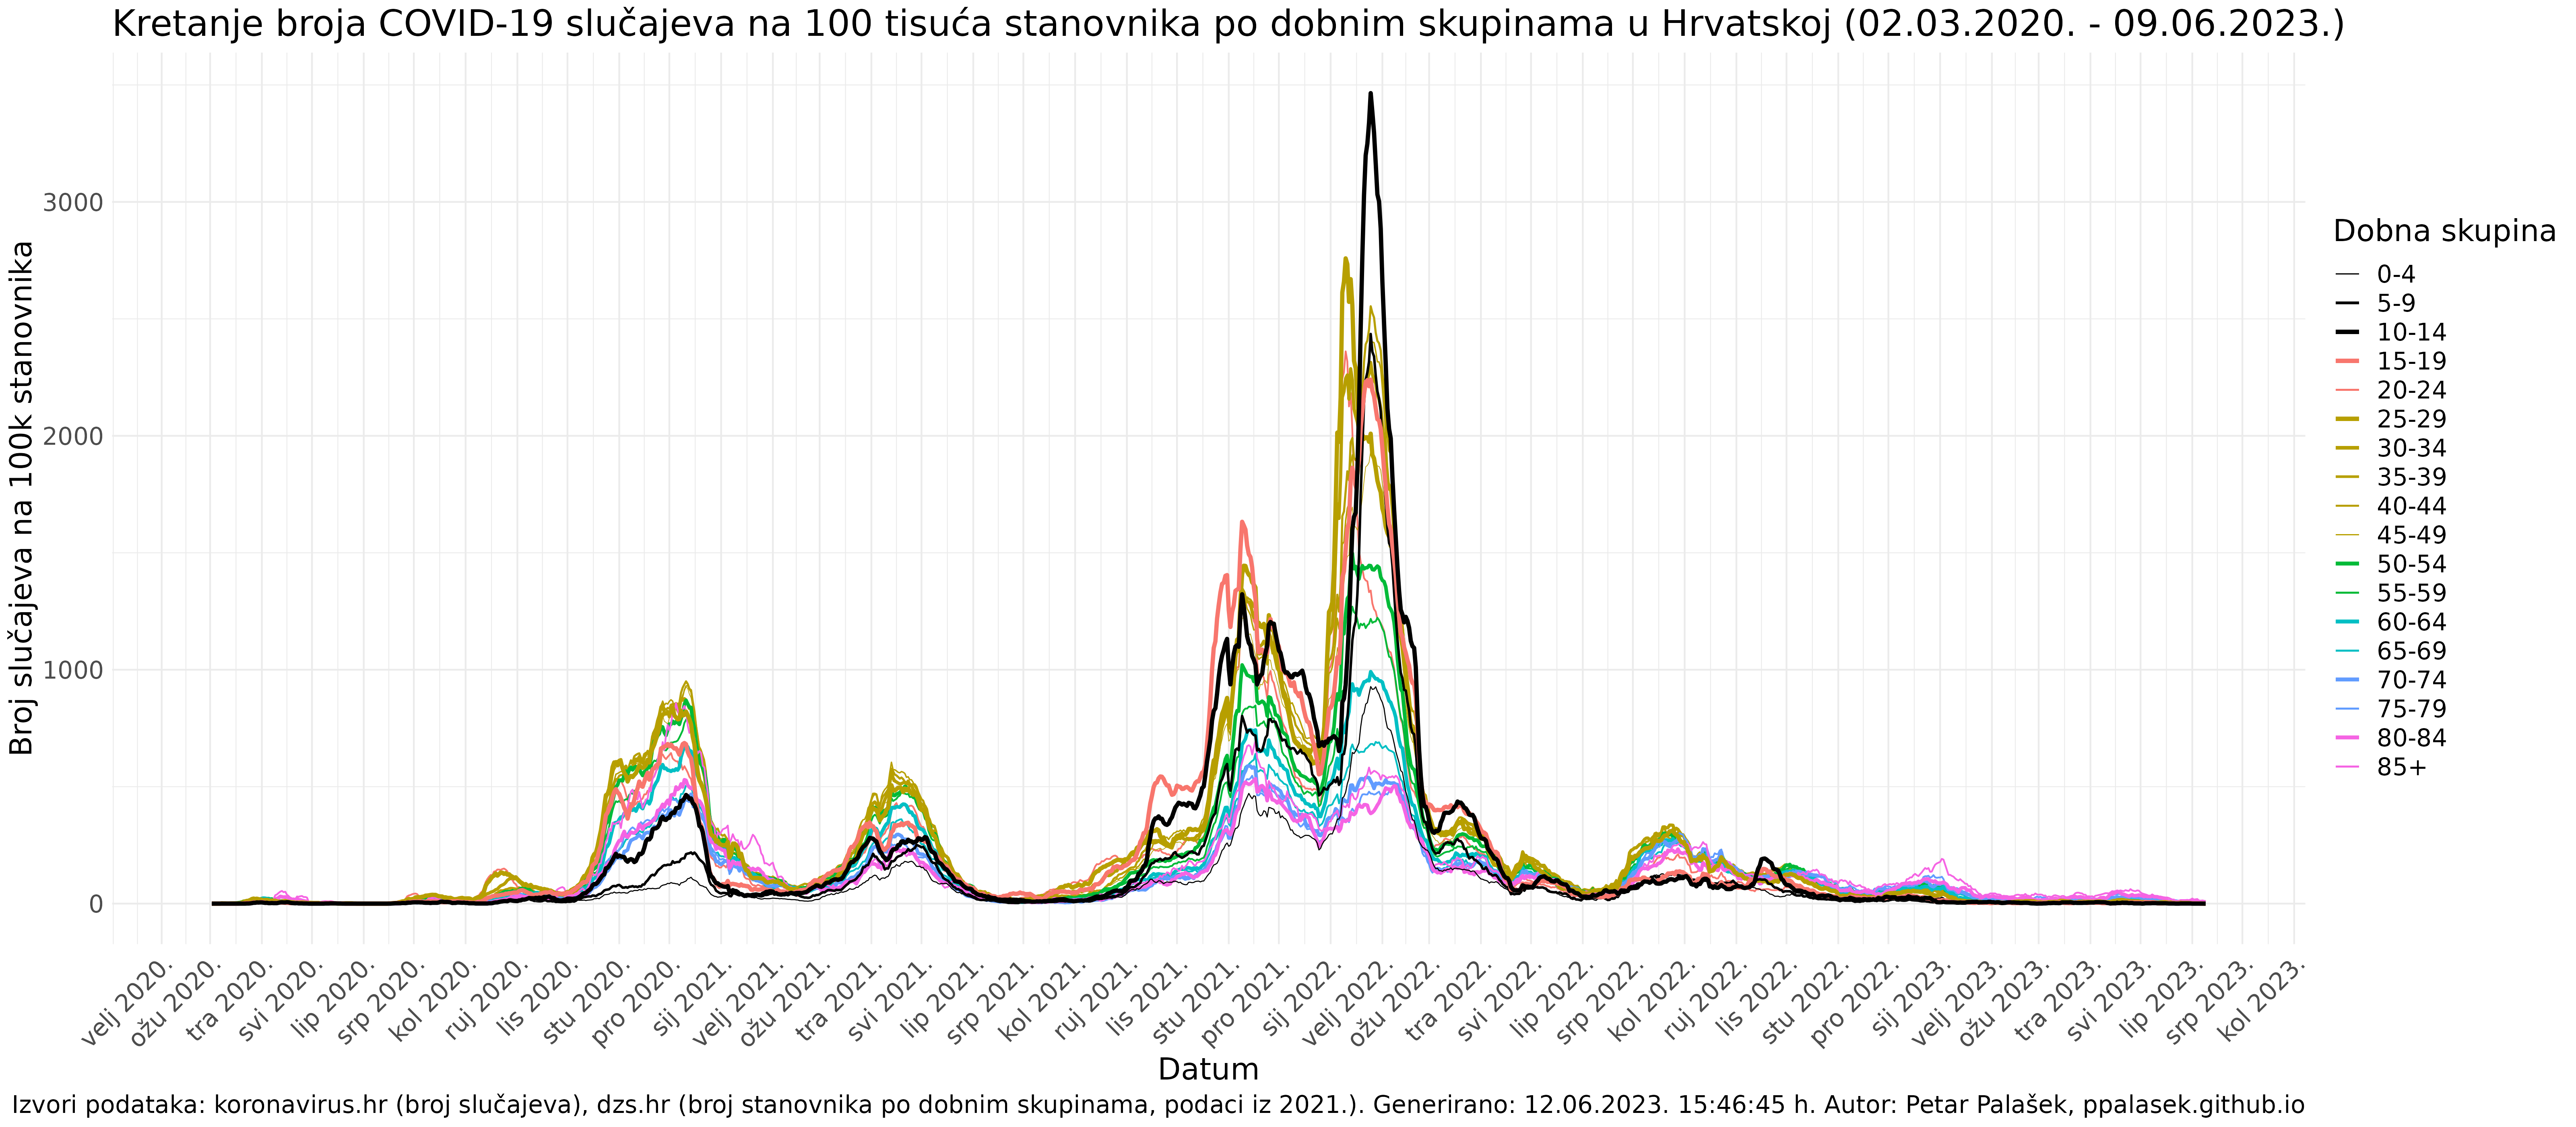 Kretanje broja COVID-19 slučajeva na 100 tisuća stanovnika po dobnim skupinama u Hrvatskoj (02.03.2020. - 09.06.2023.)
Broj slučajeva na 100k stanovnika
3000
2000
1000
0
velj 2020.
ožu 2020.
tra 2020.
svi 2020.
lip 2020.
srp 2020.
kol 2020.
ruj 2020.
lis 2020.
stu 2020.
pro 2020.
sij 2021.
velj 2021.
ožu 2021.
tra 2021.
svi 2021.
lip 2021.
srp 2021.
kol 2021.
ruj 2021.
lis 2021.
stu 2021.
pro 2021.
sij 2022.
velj 2022.
ožu 2022.
tra 2022.
svi 2022.
lip 2022.
srp 2022.
kol 2022.
ruj 2022.
lis 2022.
stu 2022.
pro 2022.
sij 2023.
velj 2023.
ožu 2023.
tra 2023.
svi 2023.
lip 2023.
srp 2023.
kol 2023.
Datum
Dobna skupina
0-4
5-9
10-14
15-19
20-24
25-29
30-34
35-39
40-44
45-49
50-54
55-59
60-64
65-69
70-74
75-79
80-84
85+
Izvori podataka: koronavirus.hr (broj slučajeva), dzs.hr (broj stanovnika po dobnim skupinama, podaci iz 2021.). Generirano: 12.06.2023. 15:46:45 h. Autor: Petar Palašek, ppalasek.github.io